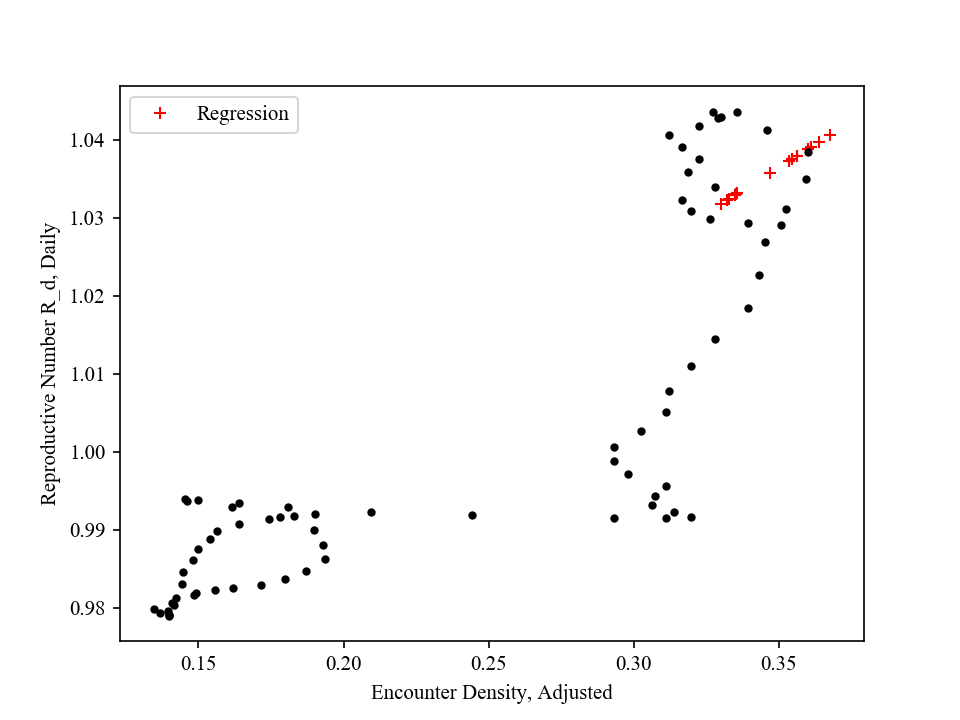 Regression
1.04
1.03
1.02
1.01
1.00
0.99
0.98
Reproductive Number R_d, Daily
0.15 0.20 0.25 0.30 0.35
Encounter Density, Adjusted